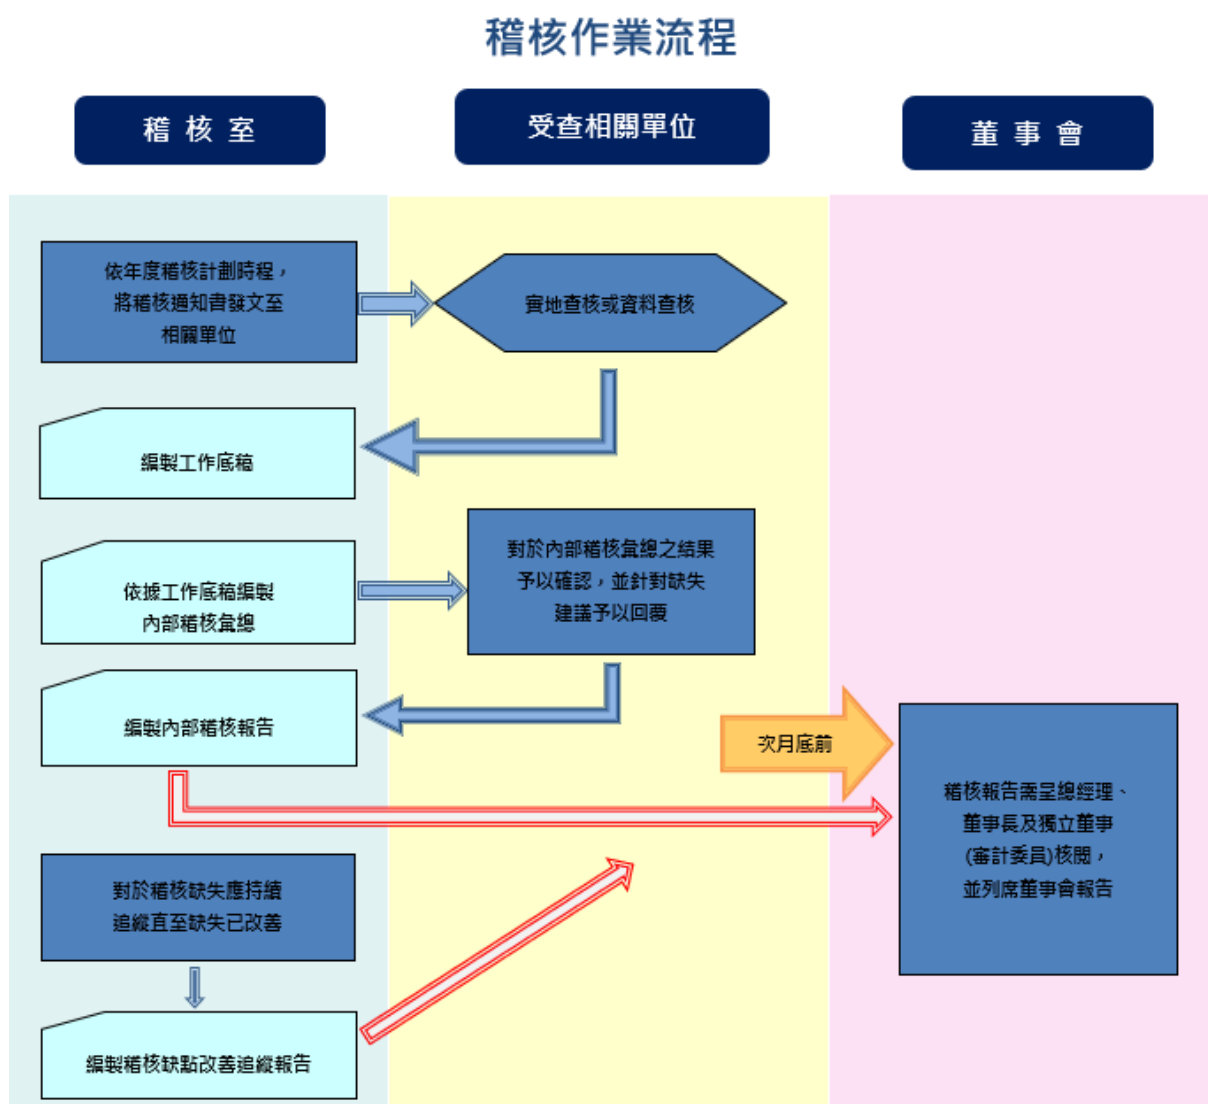 稽核作業流程
稽 核 室
受查相關單位
董 事 會
依年度稽核計劃時程，
將稽核通知書發文至
相關單位
實地查核或資料查核
編製工作底稿
依據工作底稿編製
內部稽核彙總
對於內部稽核彙總之結果
予以確認，並針對缺失
建議予以回覆
編製內部稽核報告
次月底前
稽核報告需呈總經理、
董事長及獨立董事
(審計委員)核閱，
並列席董事會報告
對於稽核缺失應持續
追縱直至缺失已改善
編製稽核缺點改善追縱報告